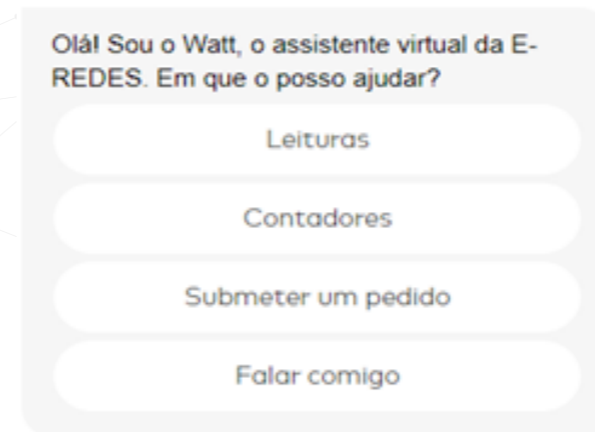 Olá! Sou o Watt, o assistente virtual da E-
REDES. Em que o posso ajudar?
Leituras
Contadores
Submeter um pedido
Falar comigo